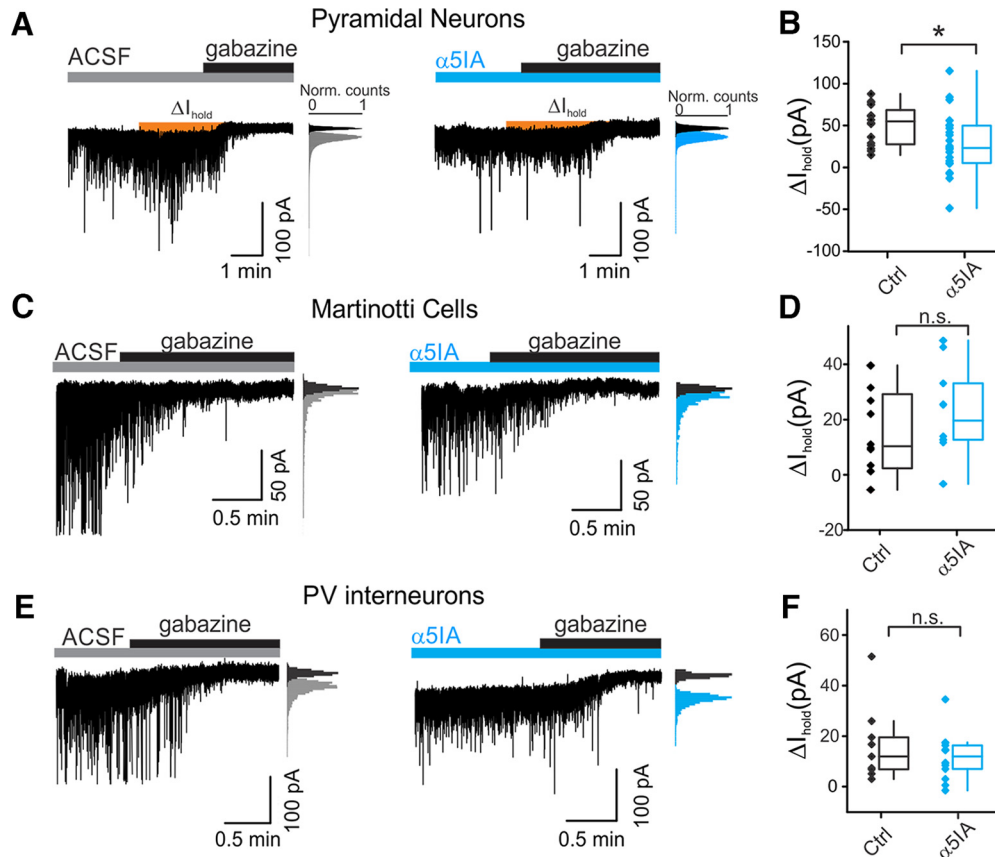 A
Pyramidal Neurons
ACSF
gabazine
α5IA
gabazine
Norm. counts
0 1
Norm. counts
0 1
ΔIhold
ΔIhold
1 min
100 pA
1 min
100 pA
B
*
150
100
50
0
-50
-100
ΔIhold(pA)
Ctrl
α5IA
C
Martinotti Cells
ACSF
gabazine
α5IA
gabazine
0.5 min
50 pA
0.5 min
50 pA
D
n.s.
40
20
0
-20
ΔIhold(pA)
Ctrl
α5IA
E
PV interneurons
ACSF
gabazine
α5IA
gabazine
0.5 min
100 pA
0.5 min
100 pA
F
n.s.
60
40
20
0
ΔIhold(pA)
Ctrl
α5IA